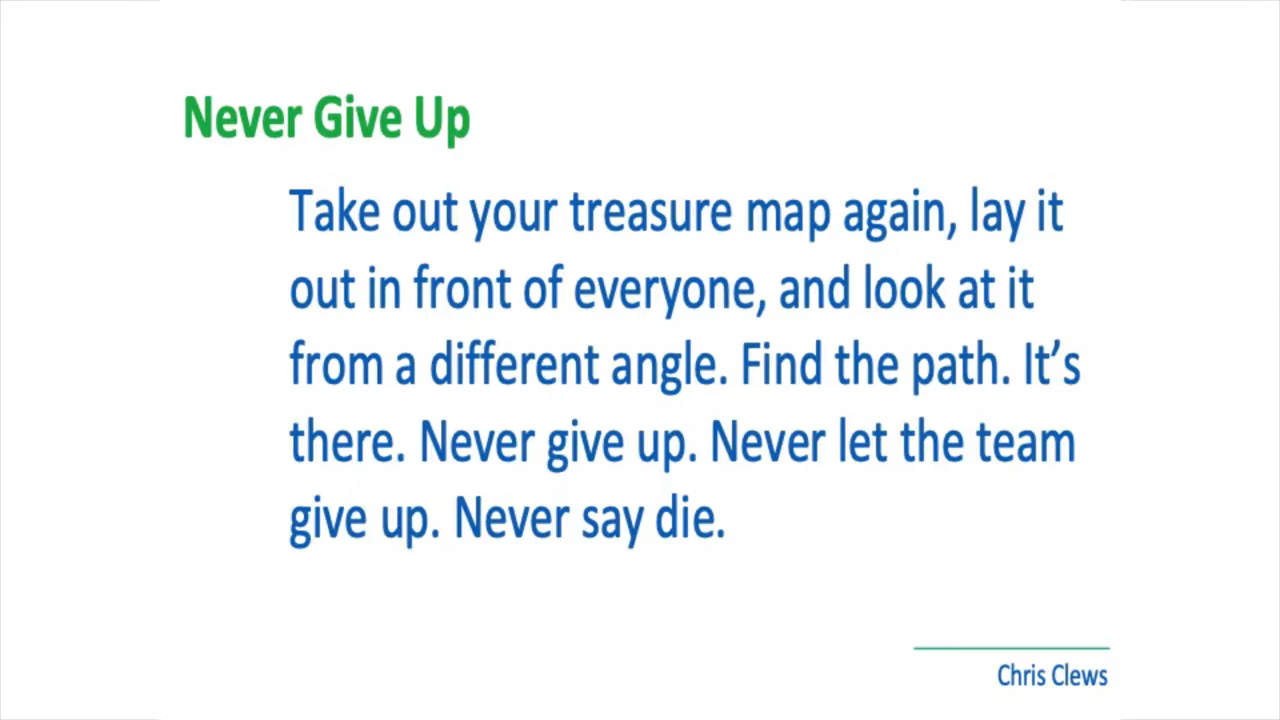 Never Give Up
Take out your treasure map again, lay it
out in front of everyone, and look at it
from a different angle. Find the path. It’s
there. Never give up. Never let the team
give up. Never say die.
Chris Clews